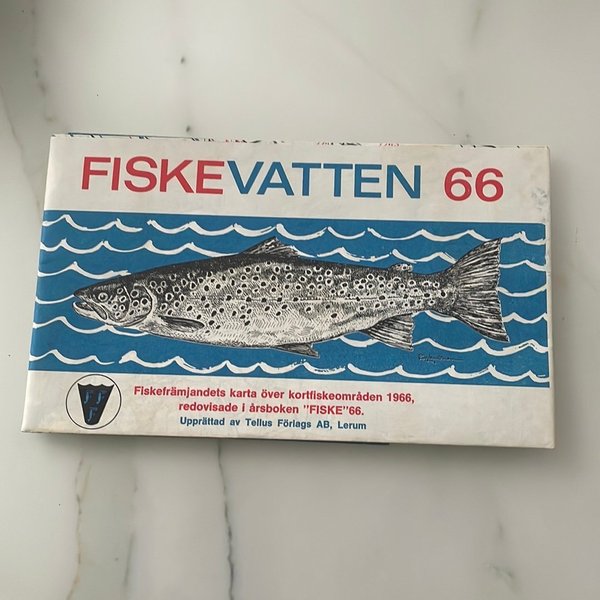 FISKEVATTEN 66
Fiskefrämjandets karta över kortfiskeområden 1966,
redovisade i årsboken "FISKE"66.
Upprättad av Tellus Förlags AB, Lerum
F F
F